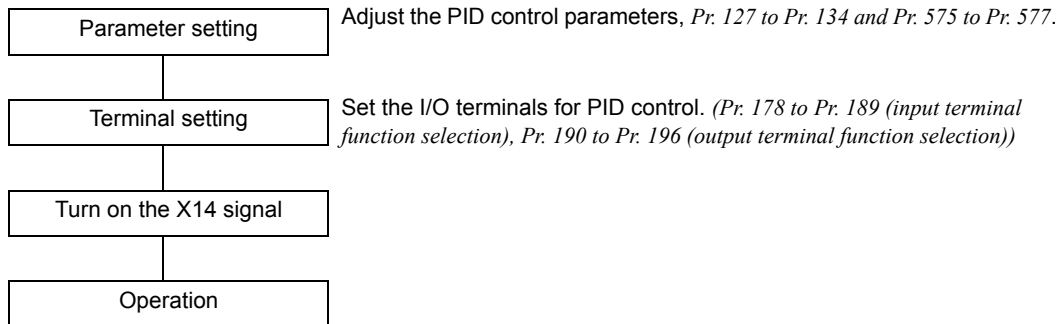 Parameter setting
Adjust the PID control parameters, Pr. 127 to Pr. 134 and Pr. 575 to Pr. 577.
Terminal setting
Set the I/O terminals for PID control. (Pr. 178 to Pr. 189 (input terminal
function selection), Pr. 190 to Pr. 196 (output terminal function selection))
Turn on the X14 signal
Operation